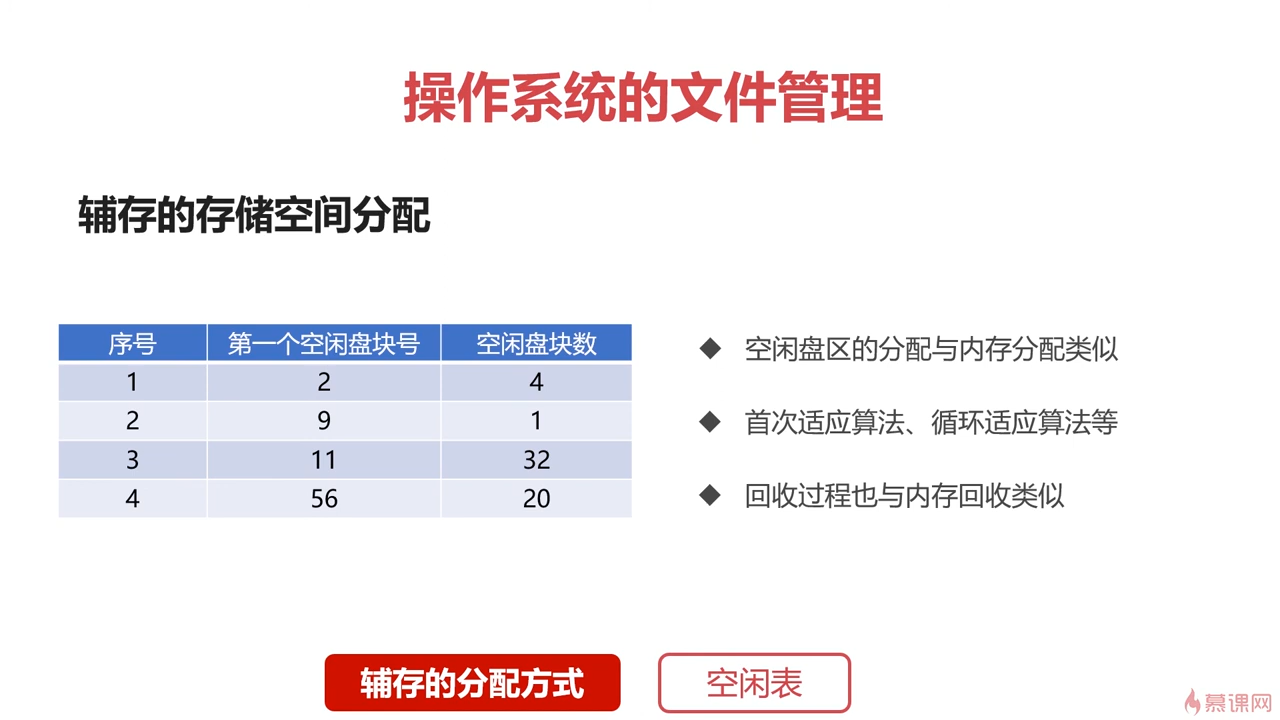 操作系统的文件管理
辅存的存储空间分配
序号 第一个空闲盘块号 空闲盘块数
1 2 4
2 9 1
3 11 32
4 56 20
◆ 空闲盘区的分配与内存分配类似
◆ 首次适应算法、循环适应算法等
◆ 回收过程也与内存回收类似
辅存的分配方式 空闲表
慕课网